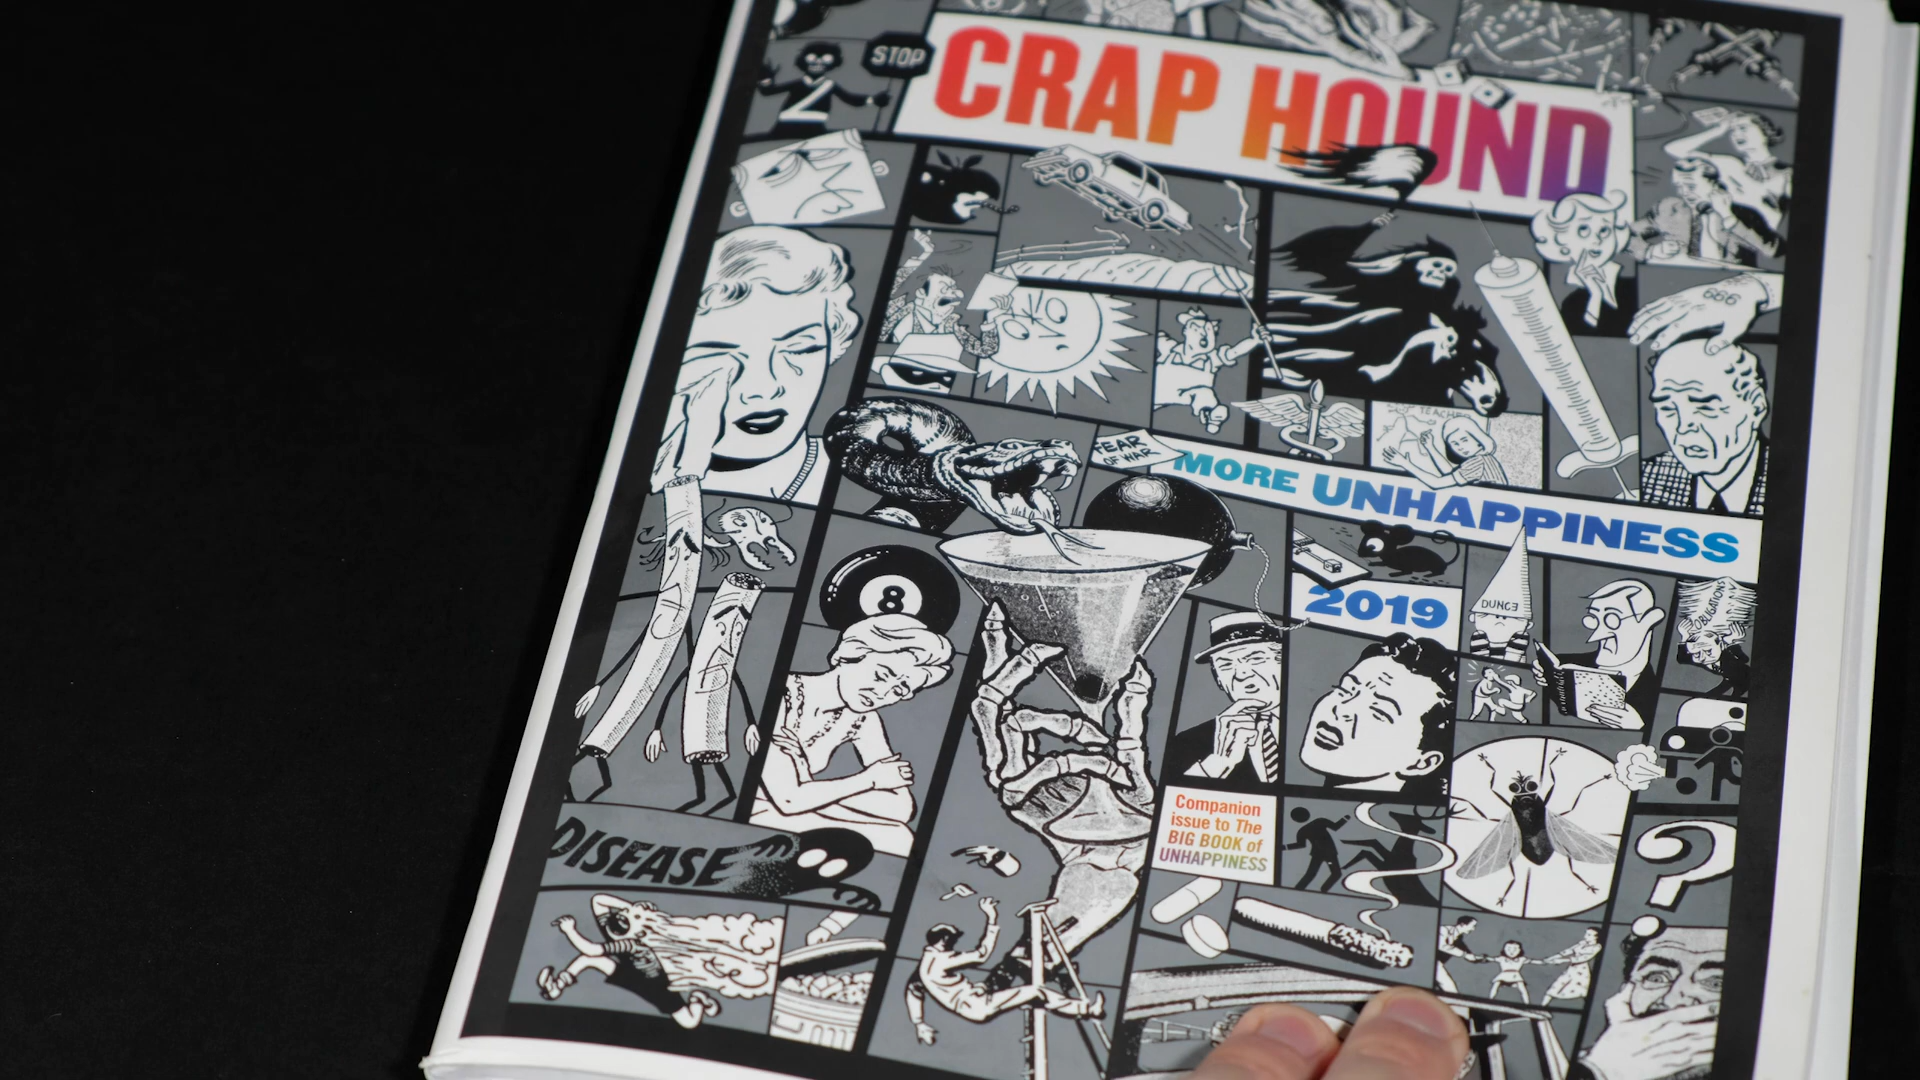 STOP
CRAP HOUND
666
FEAR
OF WAR
MORE UNHAPPINESS
2019
DUNCE
OBLIGATIONS
8
Companion
issue to The
BIG BOOK of
UNHAPPINESS
DISEASE
?